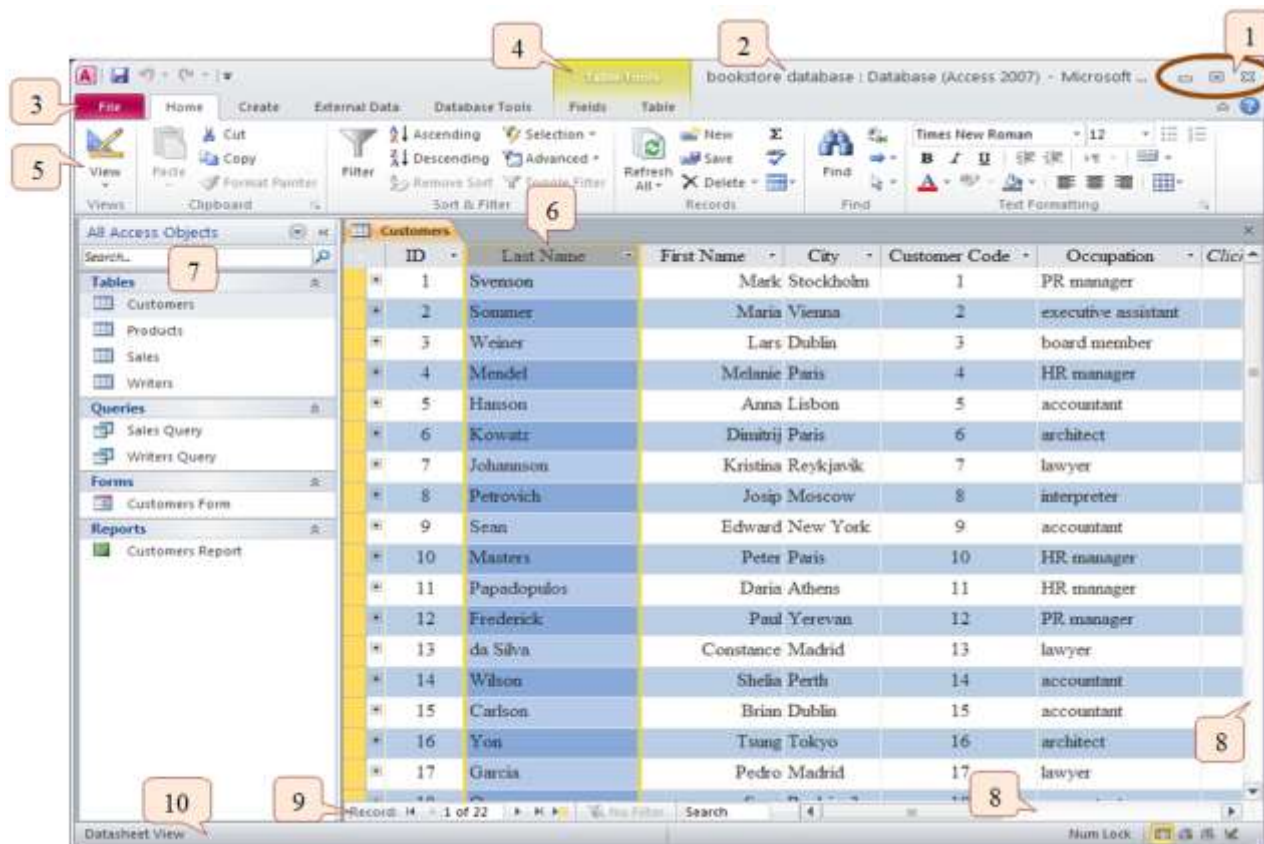 1
2
4
Table Tools
bookstore database : Database (Access 2007) - Microsoft ...
3
File Home Create External Data Database Tools Fields Table
5
View
Views
Paste
Cut
Copy
Format Painter
Clipboard
Filter
Ascending
Descending
Remove Sort
Selection
Advanced
Toggle Filter
Sort & Filter
Refresh
All
New
Save
Delete
Records
Find
Find
Times New Roman 12
B I U
A
Text Formatting
6
All Access Objects
Search...
7
Tables
Customers
Products
Sales
Writers
Queries
Sales Query
Writers Query
Forms
Customers Form
Reports
Customers Report
Customers
ID Last Name First Name City Customer Code Occupation
1 Svenson Mark Stockholm 1 PR manager
2 Sommer Maria Vienna 2 executive assistant
3 Weiner Lars Dublin 3 board member
4 Mendel Melanie Paris 4 HR manager
5 Hanson Anna Lisbon 5 accountant
6 Kowatz Dimitrij Paris 6 architect
7 Johannson Kristina Reykjavik 7 lawyer
8 Petrovich Josip Moscow 8 interpreter
9 Sean Edward New York 9 accountant
10 Masters Peter Paris 10 HR manager
11 Papadopulos Daria Athens 11 HR manager
12 Frederick Paul Yerevan 12 PR manager
13 da Silva Constance Madrid 13 lawyer
14 Wilson Shelia Perth 14 accountant
15 Carlson Brian Dublin 15 accountant
16 Yon Tsung Tokyo 16 architect
17 Garcia Pedro Madrid 17 lawyer
8
8
9
10
Record: 1 of 22 No Filter Search
Datasheet View Num Lock